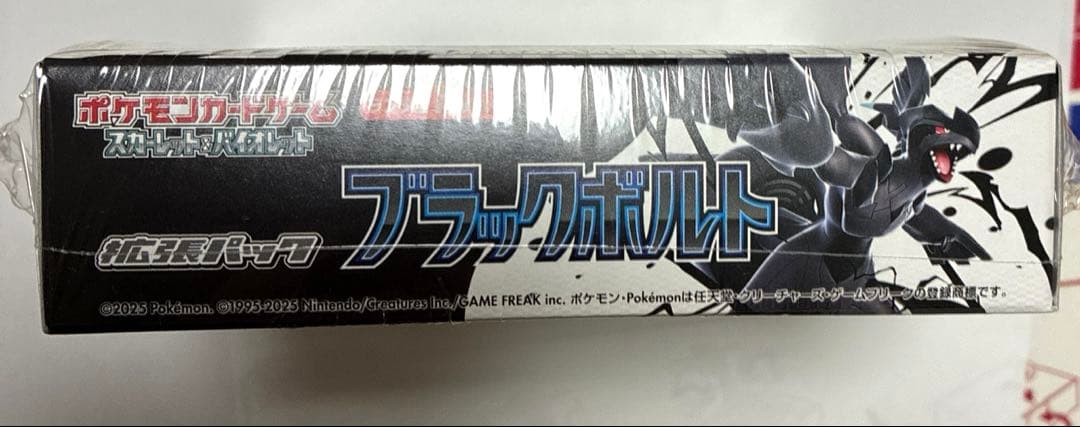 ポケモンカードゲーム
スカーレット&バイオレット
ブラックボルト
拡張パック
©2025 Pokémon. ©1995-2025 Nintendo/Creatures Inc./GAME FREAK inc. ポケモン・Pokémonは任天堂・クリーチャーズ・ゲームフリークの登録商標です。